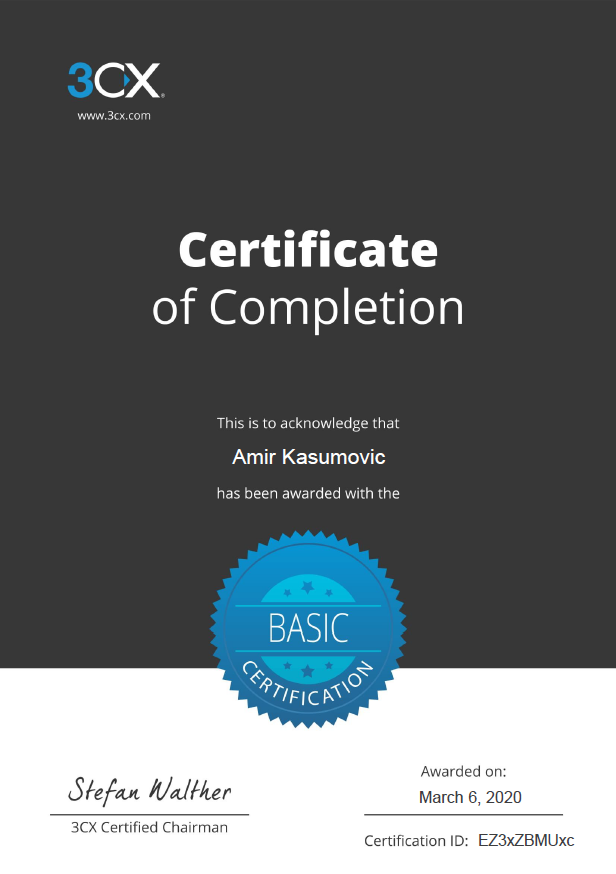 3CX®
www.3cx.com
Certificate
of Completion
This is to acknowledge that
Amir Kasumovic
has been awarded with the
BASIC
CERTIFICATION
Stefan Walther
3CX Certified Chairman
Awarded on:
March 6, 2020
Certification ID: EZ3xZBMUxc